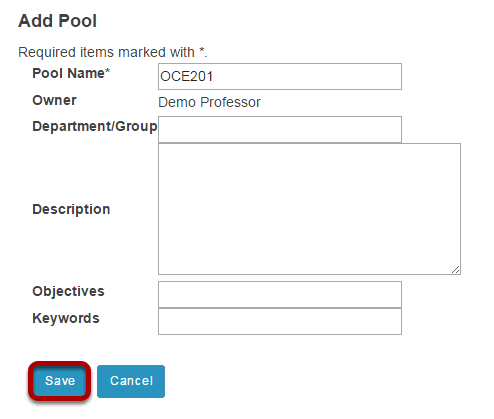 Add Pool
Required items marked with *.
Pool Name* OCE201
Owner Demo Professor
Department/Group
Description
Objectives
Keywords
Save Cancel